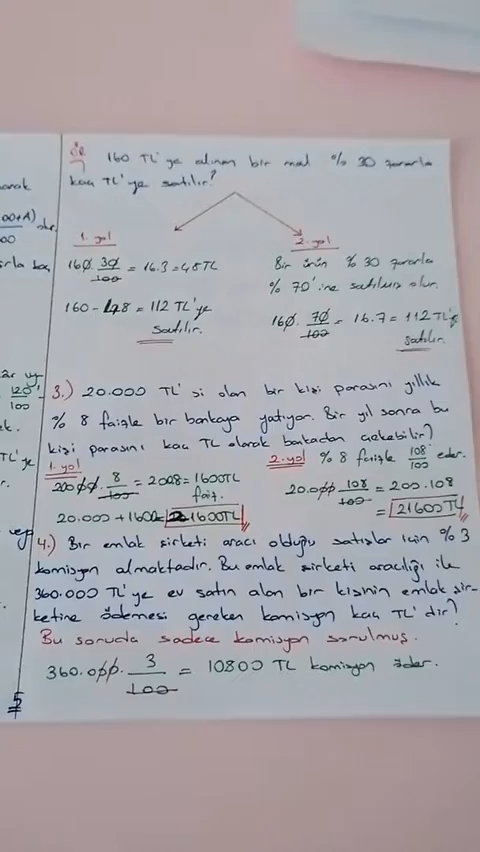 ÖR
160 TL'ye alınan bir mal % 30 zararla
kaç TL'ye satılır?
1. yol
160 . 30/100 = 16.3 = 48 TL
160 - 48 = 112 TL'ye
satılır.
2. yol
Bir ürün % 30 zararla
% 70'ine satılmış olur.
160 . 70/100 = 16.7 = 112 TL'ye
satılır.
3.) 20.000 TL'si olan bir kişi parasını yıllık
% 8 faizle bir bankaya yatıyor. Bir yıl sonra bu
kişi parasını kaç TL olarak bankadan çekebilir?
1. yol
200.8 = 1600 TL
faiz.
20.000 + 1600 = 21600 TL
2. yol % 8 faizle 108/100 eder.
20.000 . 108/100 = 200.108
= 21600 TL
4.) Bir emlak şirketi aracı olduğu satışlar için % 3
komisyon almaktadır. Bu emlak şirketi aracılığı ile
360.000 TL'ye ev satın alan bir kişinin emlak şir-
ketine ödemesi gereken komisyon kaç TL'dir?
Bu soruda sadece komisyon sorulmuş.
360.000 . 3/100 = 10800 TL komisyon öder.
120
100
TL'ye
5